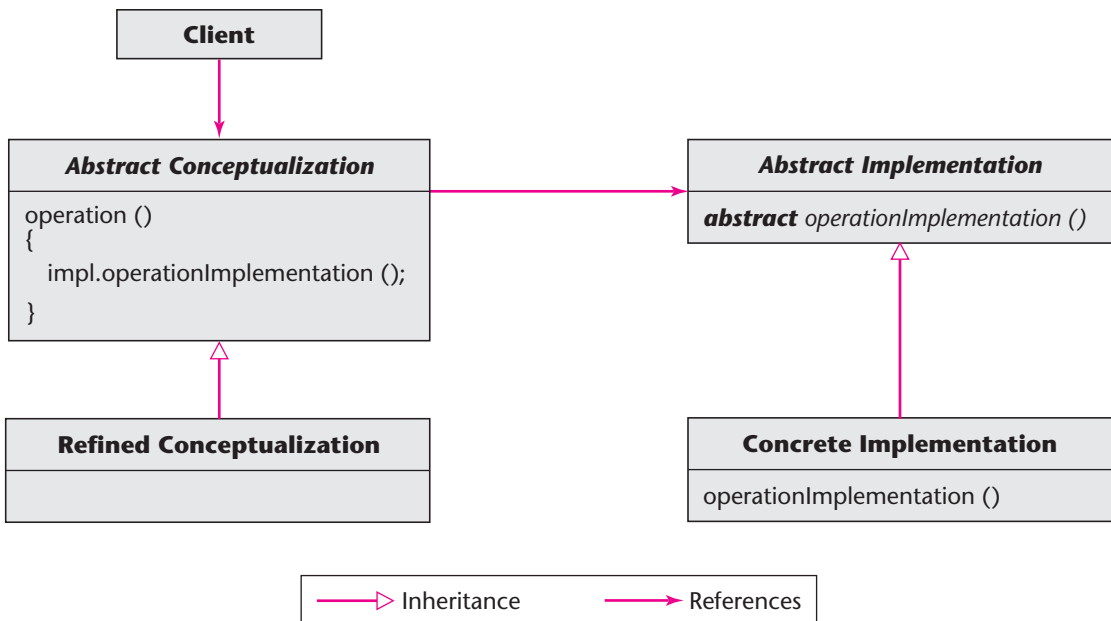 Client
Abstract Conceptualization
operation ()
{
impl.operationImplementation ();
}
Abstract Implementation
abstract operationImplementation ()
Refined Conceptualization
Concrete Implementation
operationImplementation ()
Inheritance
References